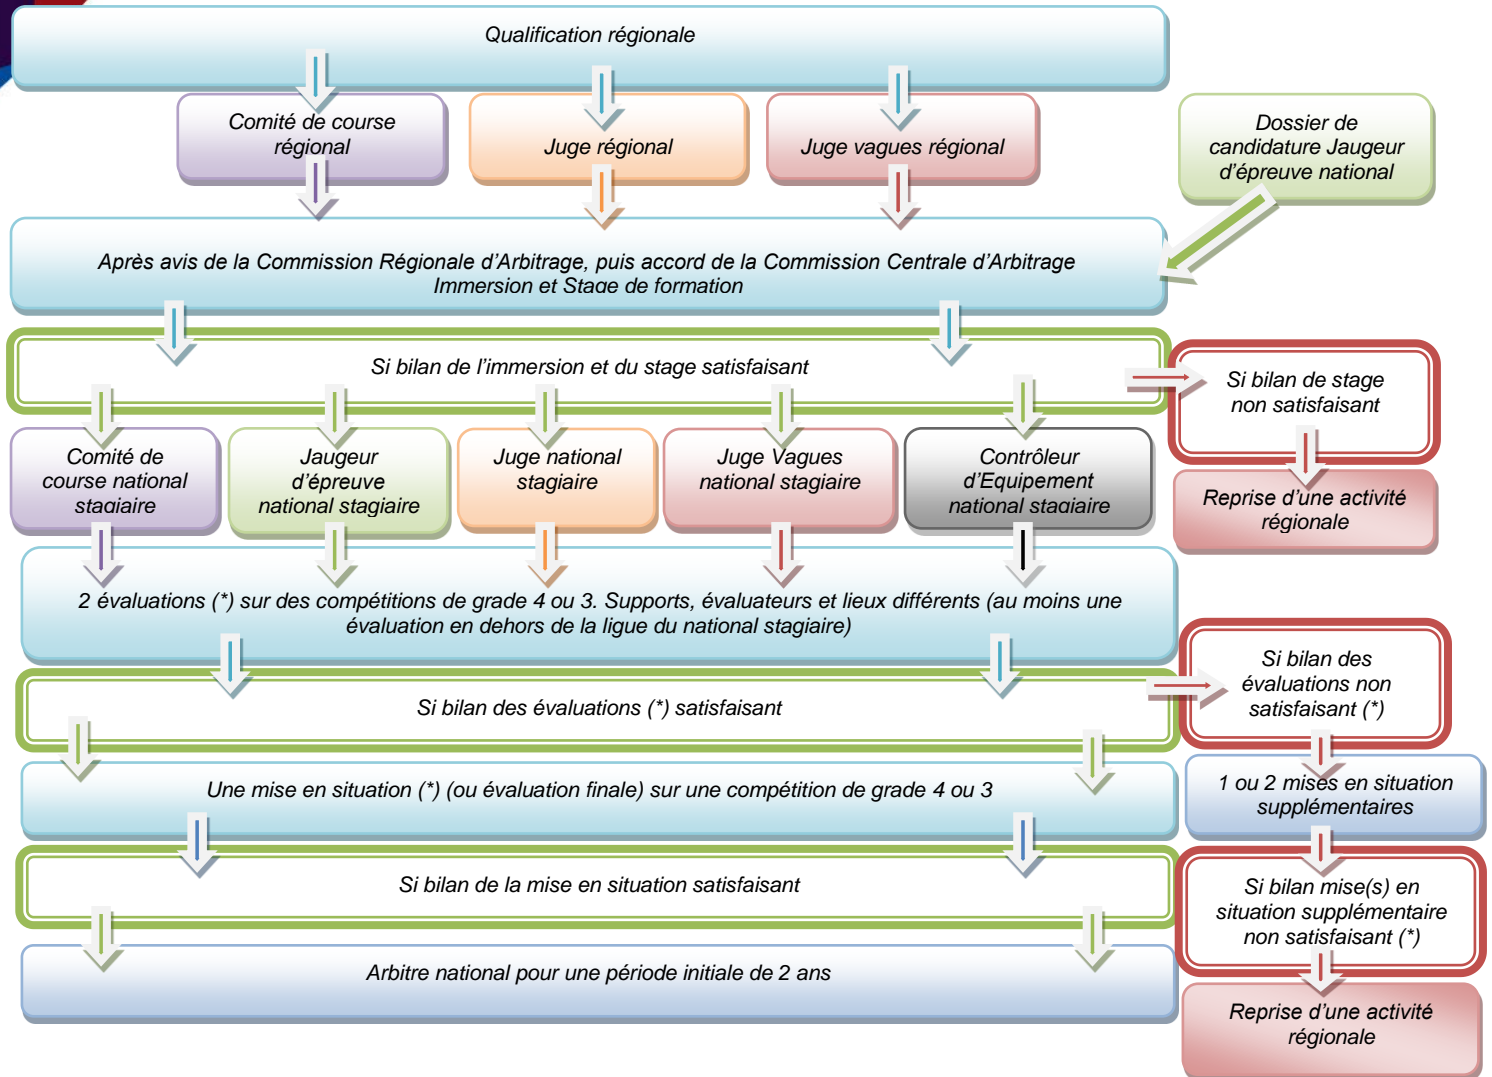 Qualification régionale
Comité de course
régional
Juge régional
Juge vagues régional
Dossier de
candidature Jaugeur
d'épreuve national
Après avis de la Commission Régionale d'Arbitrage, puis accord de la Commission Centrale d'Arbitrage
Immersion et Stage de formation
Si bilan de l'immersion et du stage satisfaisant
Si bilan de stage
non satisfaisant
Comité de
course national
stagiaire
Jaugeur
d'épreuve
national stagiaire
Juge national
stagiaire
Juge Vagues
national stagiaire
Contrôleur
d'Equipement
national stagiaire
Reprise d'une activité
régionale
2 évaluations (*) sur des compétitions de grade 4 ou 3. Supports, évaluateurs et lieux différents (au moins une
évaluation en dehors de la ligue du national stagiaire)
Si bilan des évaluations (*) satisfaisant
Si bilan des
évaluations non
satisfaisant (*)
Une mise en situation (*) (ou évaluation finale) sur une compétition de grade 4 ou 3
1 ou 2 mises en situation
supplémentaires
Si bilan de la mise en situation satisfaisant
Si bilan mise(s) en
situation supplémentaire
non satisfaisant (*)
Arbitre national pour une période initiale de 2 ans
Reprise d'une activité
régionale